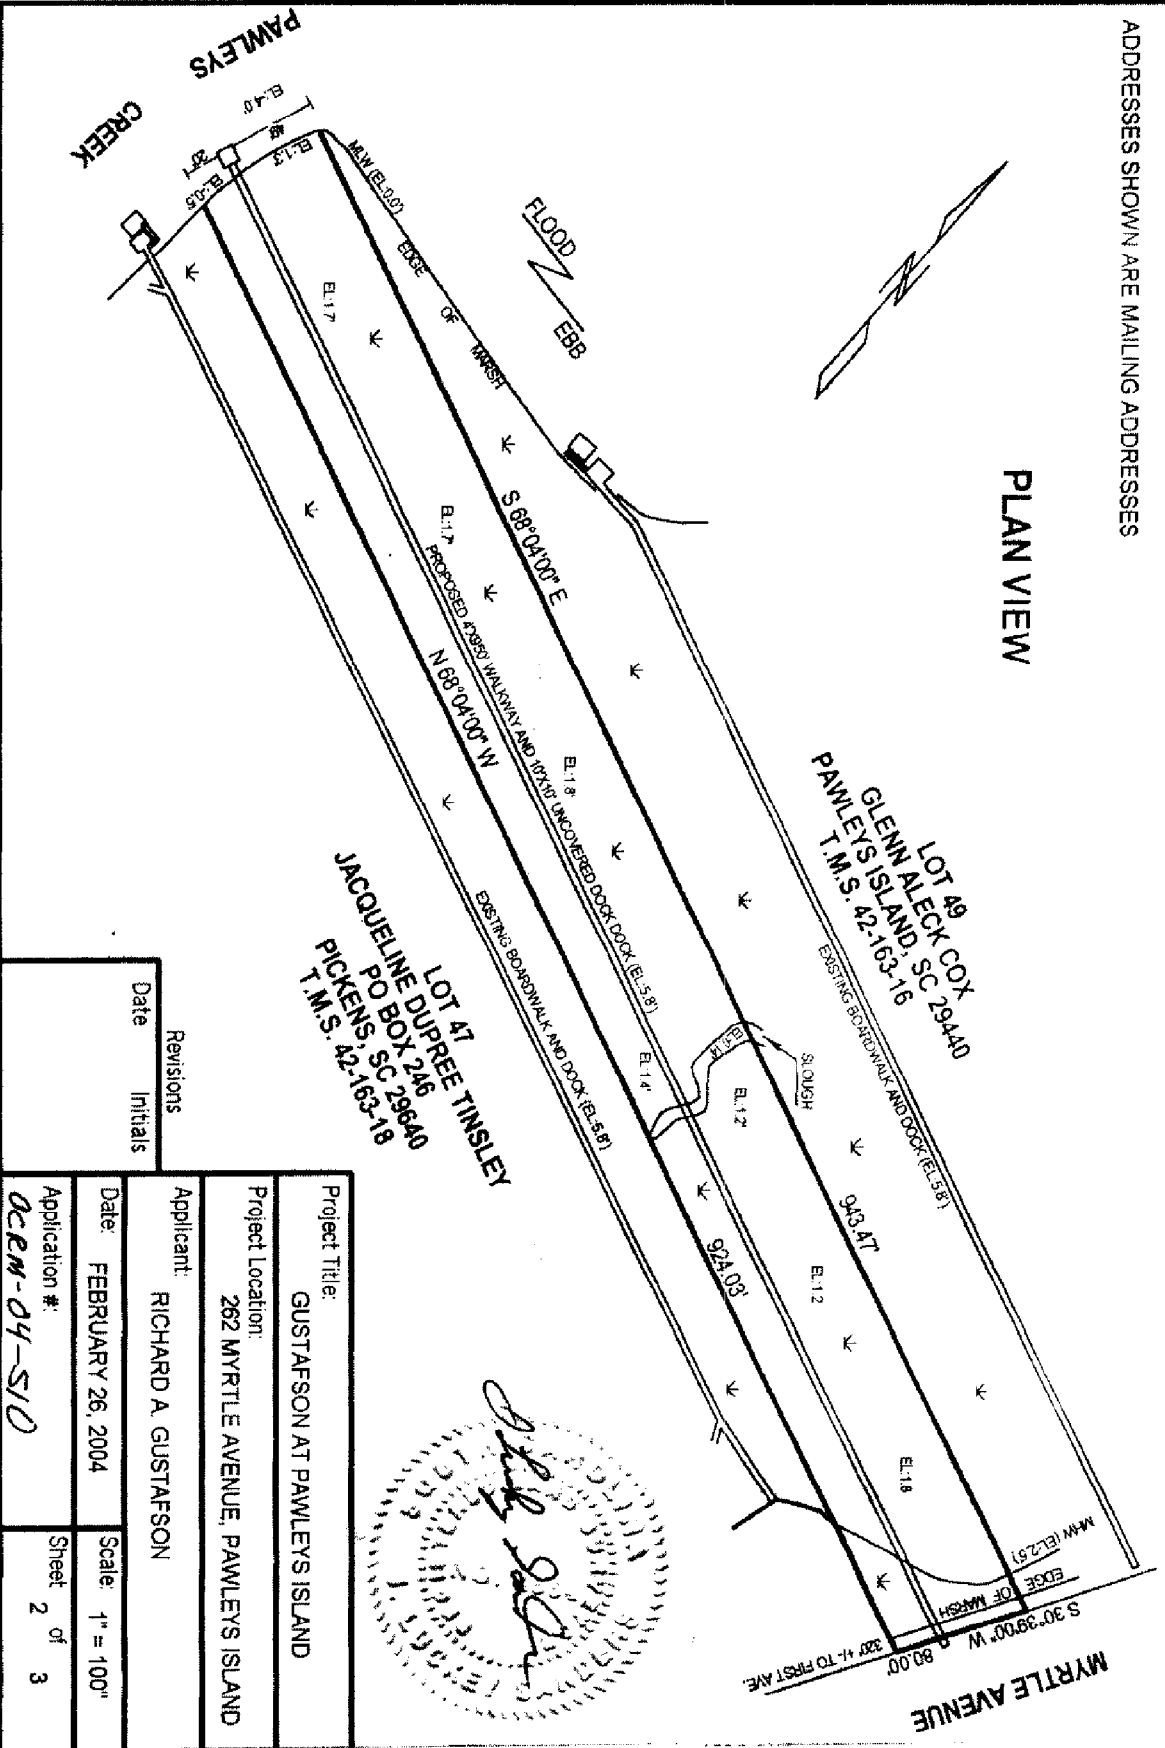 ADDRESSES SHOWN ARE MAILING ADDRESSES
PLAN VIEW
PAWLEYS
CREEK
EL:-4.0'
48'
20'
EL:-1.3'
EL:-0.5
MLW (EL:0.0')
EDGE OF MARSH
FLOOD
EBB
EL:1.7'
EL:1.7'
S 68°04'00" E
N 68°04'00" W
PROPOSED 4'X950' WALKWAY AND 10'X10' UNCOVERED DOCK DOCK (EL:5.8')
EL:1.8'
LOT 49
GLENN ALECK COX
PAWLEYS ISLAND, SC 29440
T.M.S. 42-163-16
EXISTING BOARDWALK AND DOCK (EL:5.8')
LOT 47
JACQUELINE DUPREE TINSLEY
PO BOX 246
PICKENS, SC 29640
T.M.S. 42-163-18
EXISTING BOARDWALK AND DOCK (EL:5.8')
SLOUGH
EL:1.4'
EL:1.2'
943.47'
924.03'
EL:1.2
EL:1.8
MHW (EL:2.5')
EDGE OF MARSH
S 30°39'00" W
80.00'
320' +/- TO FIRST AVE.
MYRTLE AVENUE
Revisions
Date Initials
Project Title:
GUSTAFSON AT PAWLEYS ISLAND
Project Location:
262 MYRTLE AVENUE, PAWLEYS ISLAND
Applicant:
RICHARD A. GUSTAFSON
Date: FEBRUARY 26, 2004
Scale: 1" = 100'
Application #:
OCRM-04-510
Sheet 2 of 3